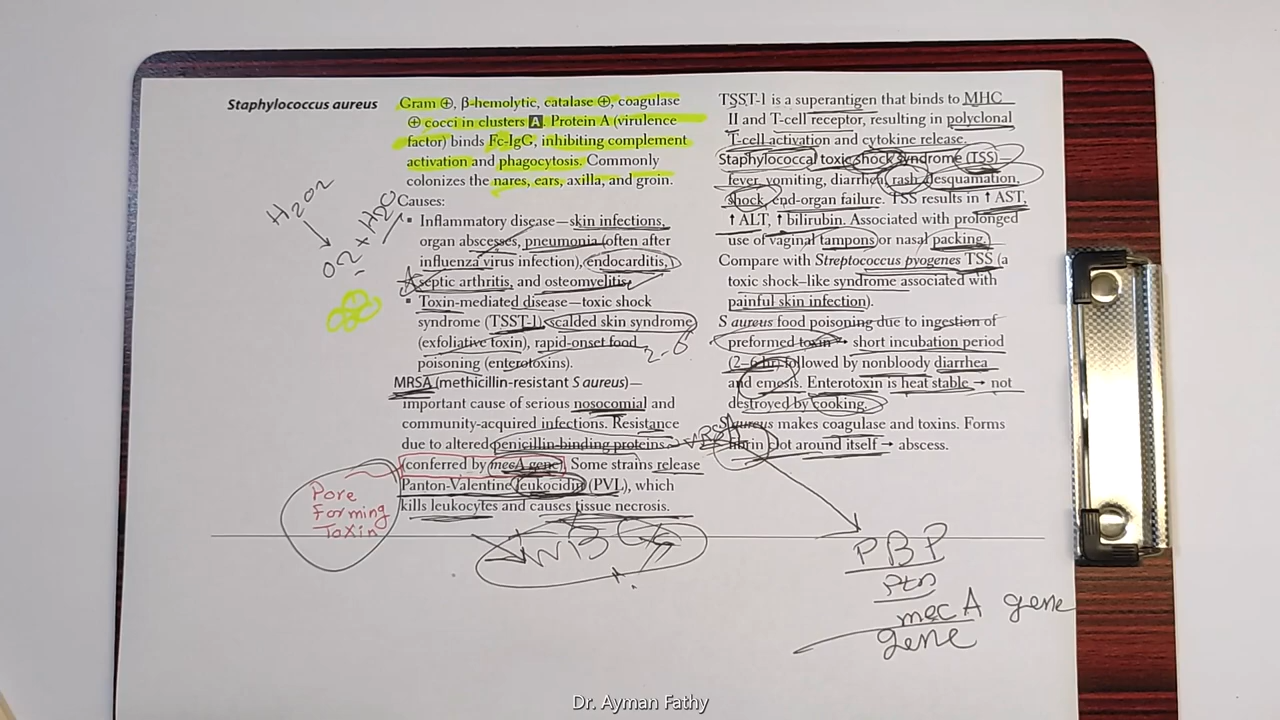 Staphylococcus aureus
Gram ⊕, β-hemolytic, catalase ⊕, coagulase
⊕ cocci in clusters A. Protein A (virulence
factor) binds Fc-IgG, inhibiting complement
activation and phagocytosis. Commonly
colonizes the nares, ears, axilla, and groin.
Causes:
▪ Inflammatory disease—skin infections,
organ abscesses, pneumonia (often after
influenza virus infection), endocarditis,
septic arthritis, and osteomyelitis.
▪ Toxin-mediated disease—toxic shock
syndrome (TSST-1), scalded skin syndrome
(exfoliative toxin), rapid-onset food
poisoning (enterotoxins).
MRSA (methicillin-resistant S aureus)—
important cause of serious nosocomial and
community-acquired infections. Resistance
due to altered penicillin-binding proteins
(conferred by mecA gene). Some strains release
Panton-Valentine leukocidin (PVL), which
kills leukocytes and causes tissue necrosis.
TSST-1 is a superantigen that binds to MHC
II and T-cell receptor, resulting in polyclonal
T-cell activation and cytokine release.
Staphylococcal toxic shock syndrome (TSS)—
fever, vomiting, diarrhea, rash, desquamation,
shock, end-organ failure. TSS results in ↑ AST,
↑ ALT, ↑ bilirubin. Associated with prolonged
use of vaginal tampons or nasal packing.
Compare with Streptococcus pyogenes TSS (a
toxic shock–like syndrome associated with
painful skin infection).
S aureus food poisoning due to ingestion of
preformed toxin → short incubation period
(2–6 hr) followed by nonbloody diarrhea
and emesis. Enterotoxin is heat stable → not
destroyed by cooking.
S aureus makes coagulase and toxins. Forms
fibrin clot around itself → abscess.
H2O2
O2 + H2O
2-6
Pore
Forming
Toxin
WBCs
PBP
Ptn
mecA gene
gene
Dr. Ayman Fathy